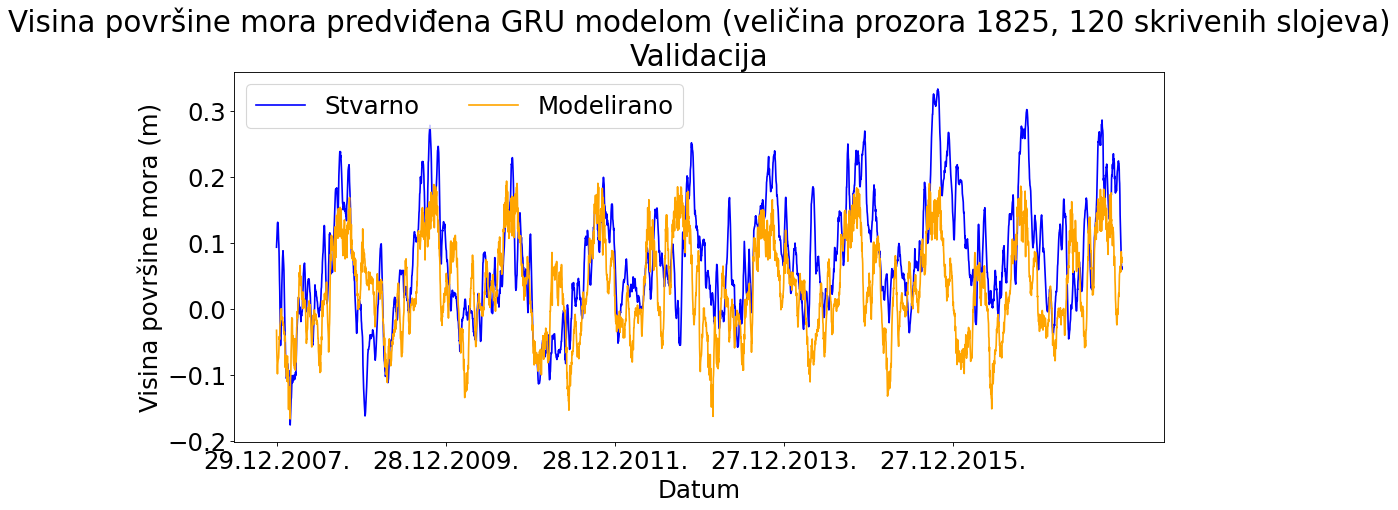 Visina površine mora predviđena GRU modelom (veličina prozora 1825, 120 skrivenih slojeva)
Validacija
Stvarno
Modelirano
Visina površine mora (m)
0.3
0.2
0.1
0.0
−0.1
−0.2
29.12.2007.
28.12.2009.
28.12.2011.
27.12.2013.
27.12.2015.
Datum